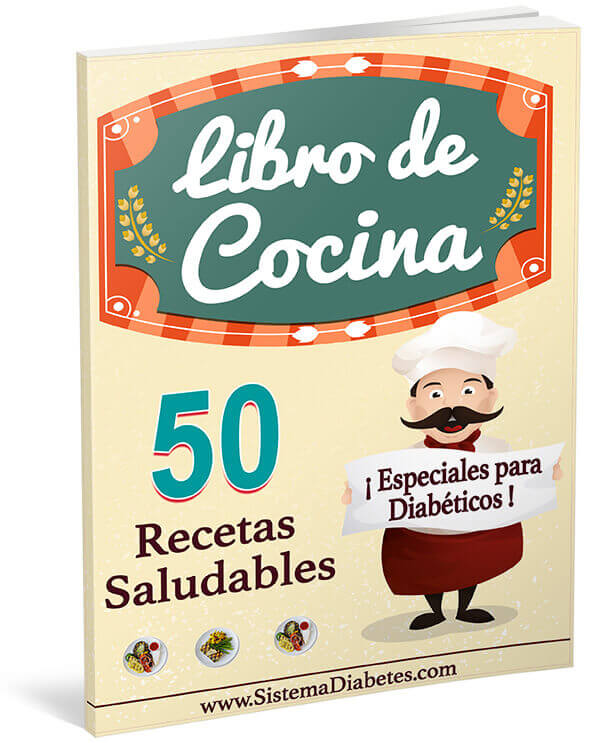 Libro de
Cocina
50
Recetas
Saludables
¡ Especiales para
Diabéticos !
www.SistemaDiabetes.com